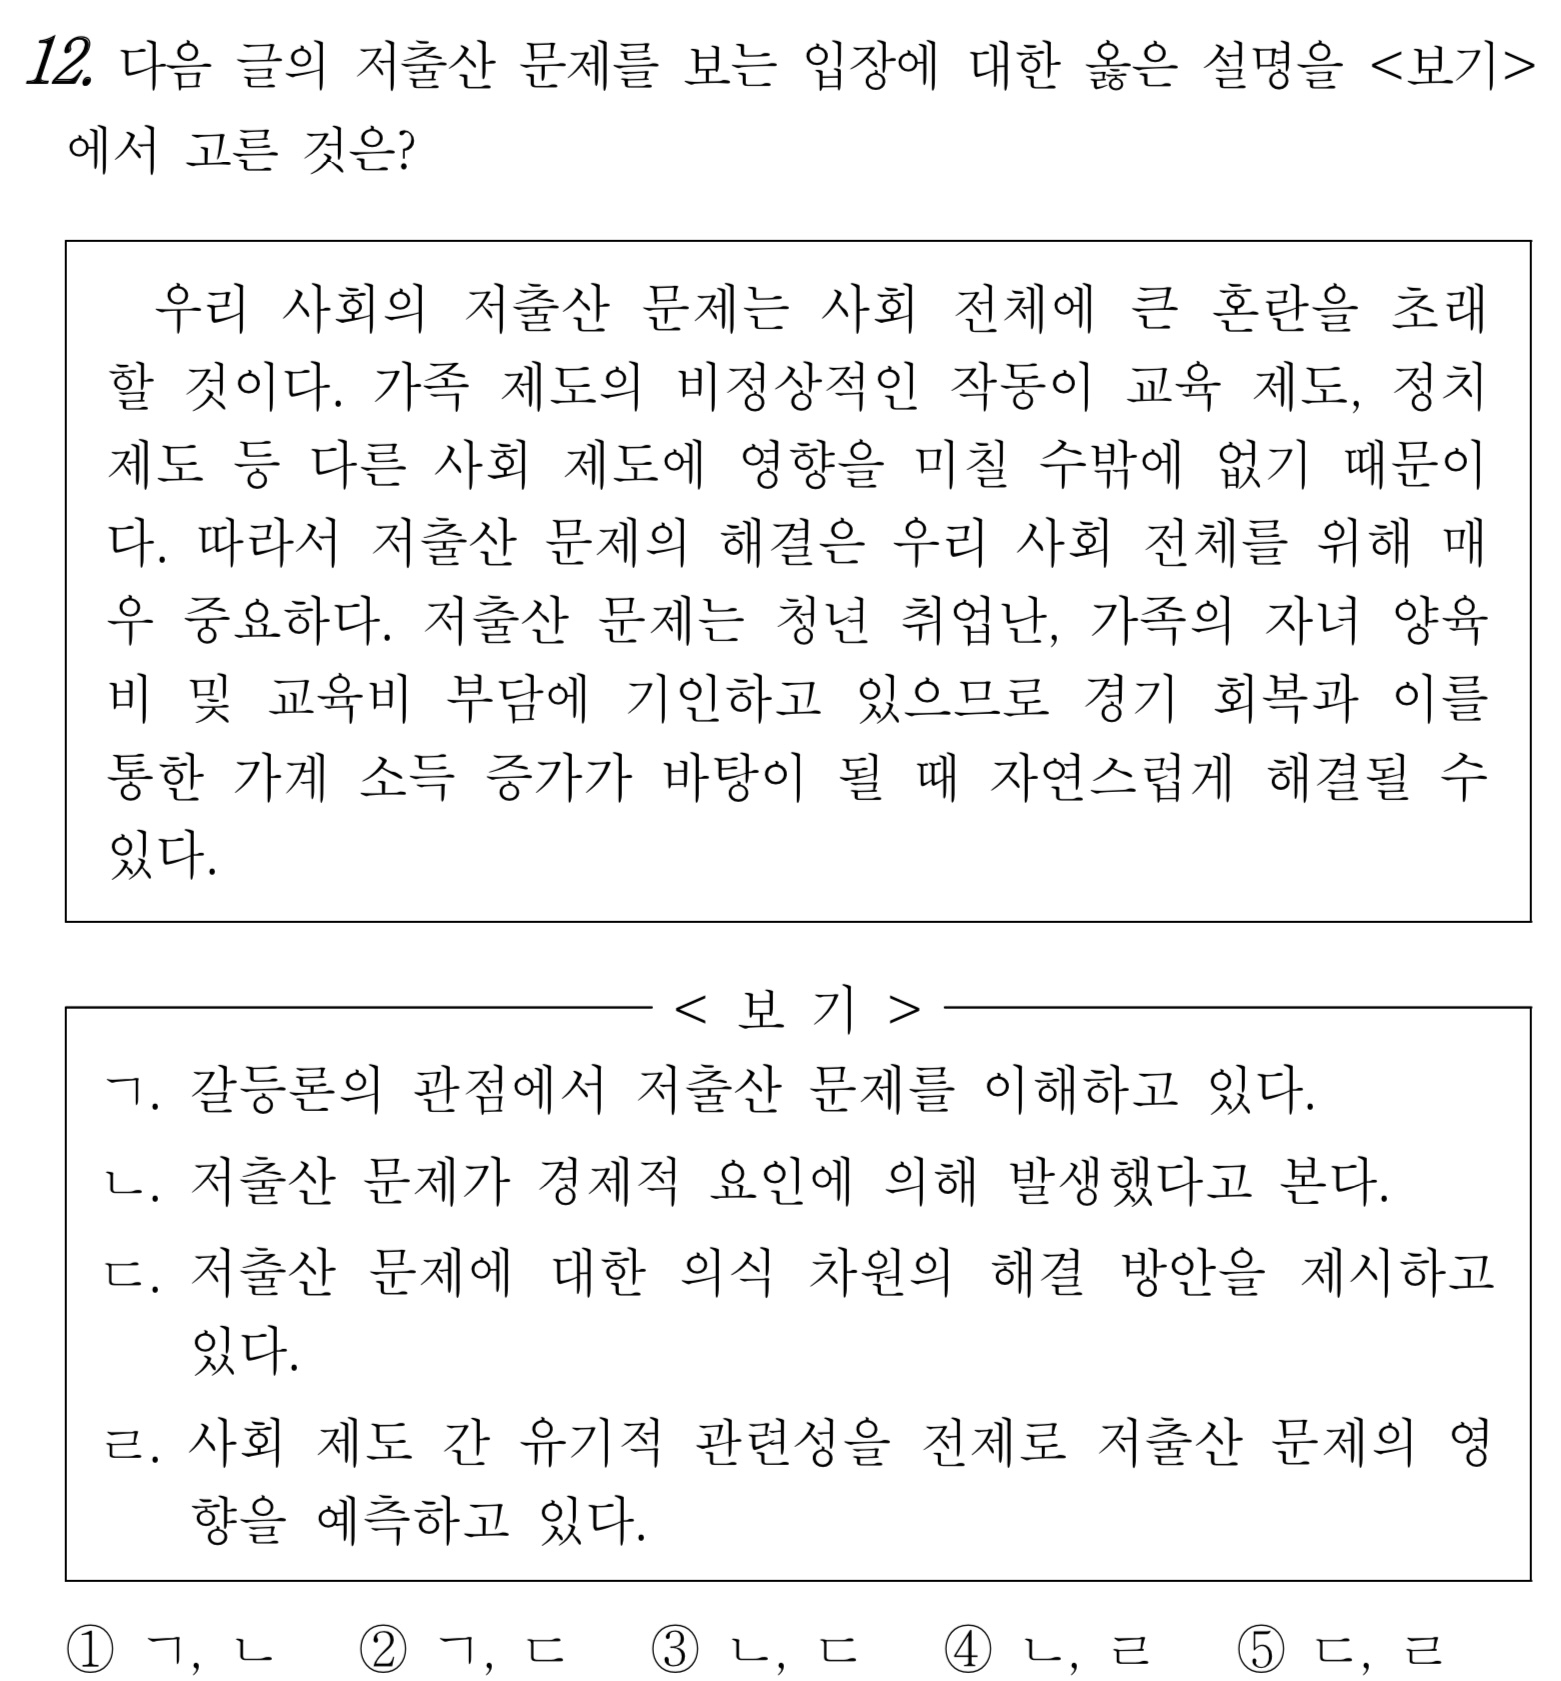 12. 다음 글의 저출산 문제를 보는 입장에 대한 옳은 설명을 <보기>
에서 고른 것은?
우리 사회의 저출산 문제는 사회 전체에 큰 혼란을 초래
할 것이다. 가족 제도의 비정상적인 작동이 교육 제도, 정치
제도 등 다른 사회 제도에 영향을 미칠 수밖에 없기 때문이
다. 따라서 저출산 문제의 해결은 우리 사회 전체를 위해 매
우 중요하다. 저출산 문제는 청년 취업난, 가족의 자녀 양육
비 및 교육비 부담에 기인하고 있으므로 경기 회복과 이를
통한 가계 소득 증가가 바탕이 될 때 자연스럽게 해결될 수
있다.
< 보 기 >
ㄱ. 갈등론의 관점에서 저출산 문제를 이해하고 있다.
ㄴ. 저출산 문제가 경제적 요인에 의해 발생했다고 본다.
ㄷ. 저출산 문제에 대한 의식 차원의 해결 방안을 제시하고
있다.
ㄹ. 사회 제도 간 유기적 관련성을 전제로 저출산 문제의 영
향을 예측하고 있다.
① ㄱ, ㄴ ② ㄱ, ㄷ ③ ㄴ, ㄷ ④ ㄴ, ㄹ ⑤ ㄷ, ㄹ